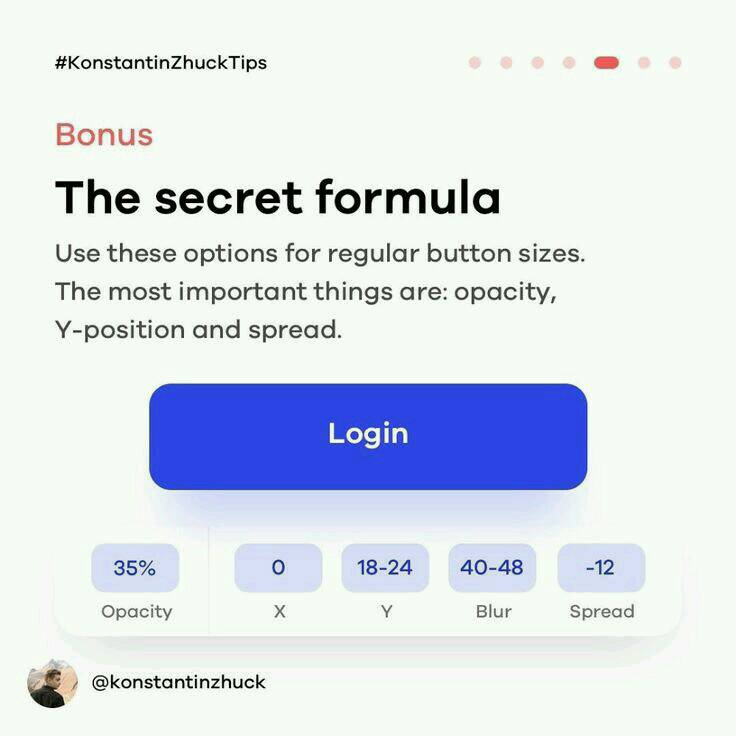 #KonstantinZhuckTips
Bonus
The secret formula
Use these options for regular button sizes.
The most important things are: opacity,
Y-position and spread.
Login
35% 0 18-24 40-48 -12
Opacity X Y Blur Spread
@konstantinzhuck